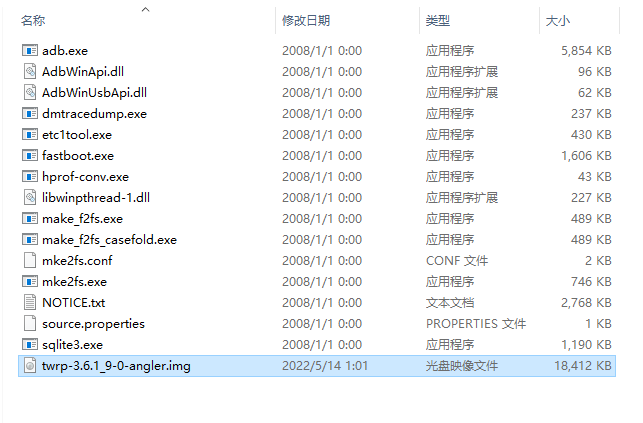 名称 修改日期 类型 大小
adb.exe 2008/1/1 0:00 应用程序 5,854 KB
AdbWinApi.dll 2008/1/1 0:00 应用程序扩展 96 KB
AdbWinUsbApi.dll 2008/1/1 0:00 应用程序扩展 62 KB
dmtracedump.exe 2008/1/1 0:00 应用程序 237 KB
etc1tool.exe 2008/1/1 0:00 应用程序 430 KB
fastboot.exe 2008/1/1 0:00 应用程序 1,606 KB
hprof-conv.exe 2008/1/1 0:00 应用程序 43 KB
libwinpthread-1.dll 2008/1/1 0:00 应用程序扩展 227 KB
make_f2fs.exe 2008/1/1 0:00 应用程序 489 KB
make_f2fs_casefold.exe 2008/1/1 0:00 应用程序 489 KB
mke2fs.conf 2008/1/1 0:00 CONF 文件 2 KB
mke2fs.exe 2008/1/1 0:00 应用程序 746 KB
NOTICE.txt 2008/1/1 0:00 文本文档 2,768 KB
source.properties 2008/1/1 0:00 PROPERTIES 文件 1 KB
sqlite3.exe 2008/1/1 0:00 应用程序 1,190 KB
twrp-3.6.1_9-0-angler.img 2022/5/14 1:01 光盘映像文件 18,412 KB